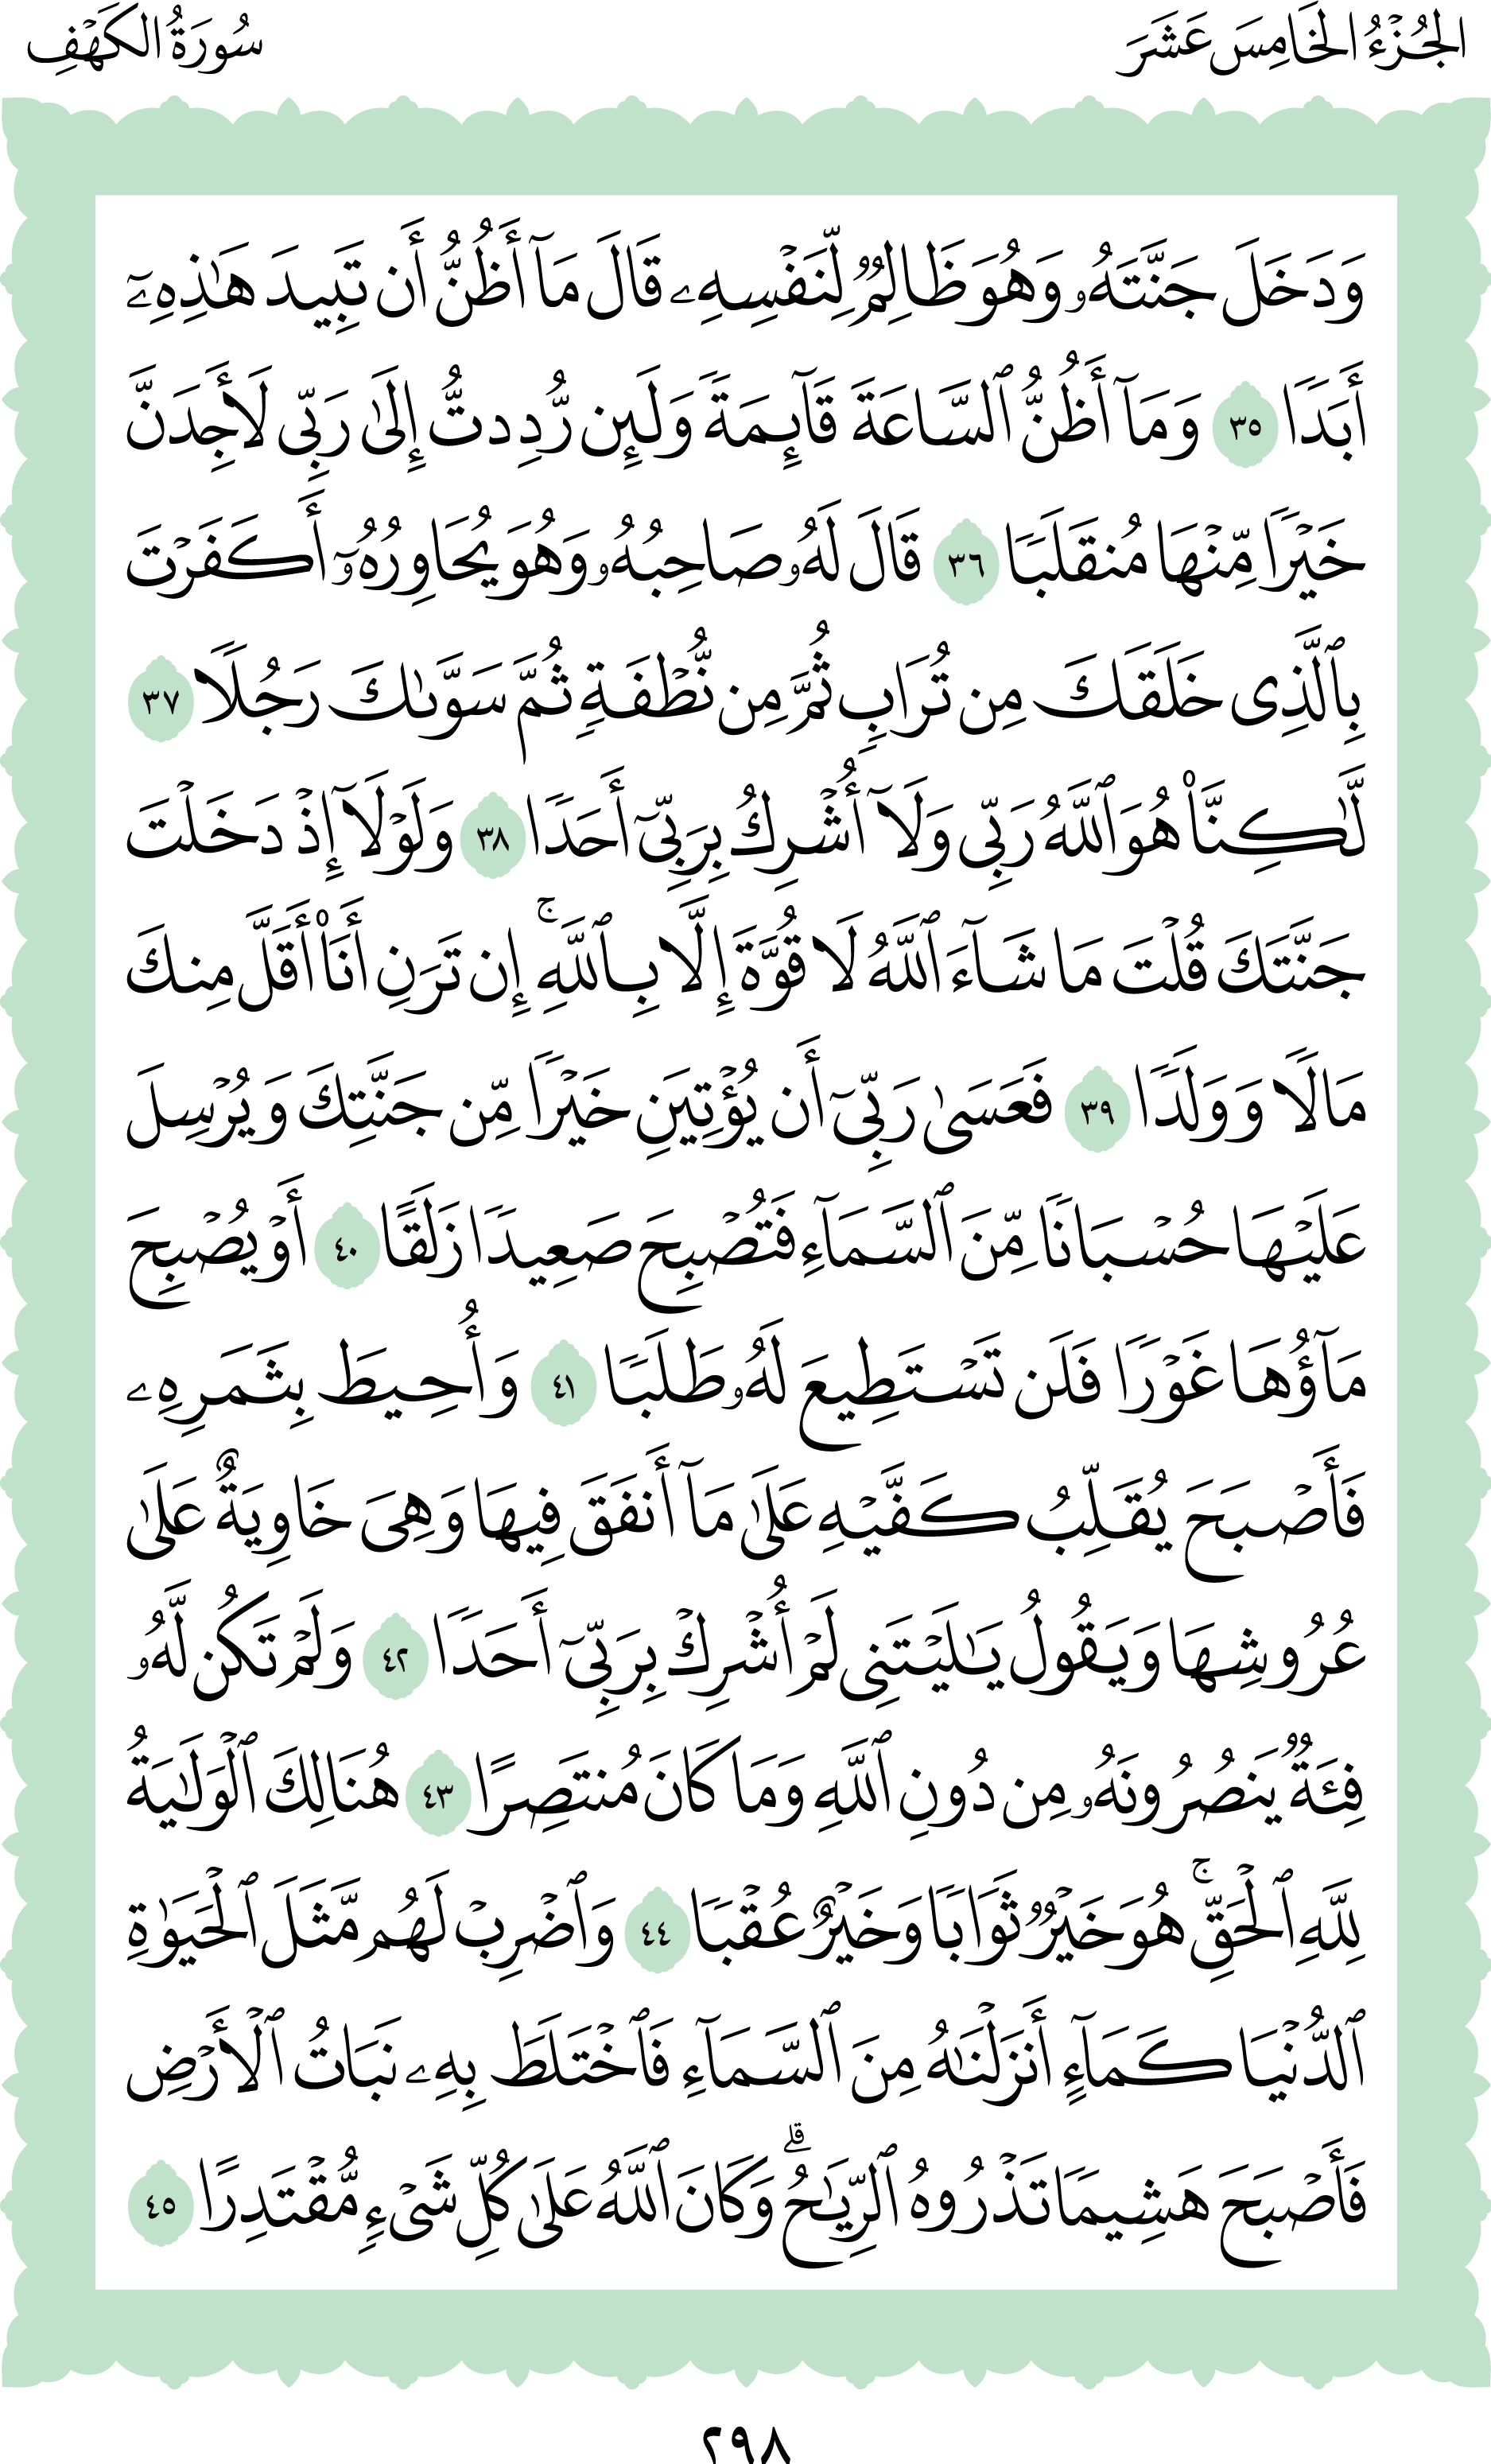 الجُزْءُ الخَامِسَ عَشَرَ
سُورَةُ الكَهْفِ
وَدَخَلَ جَنَّتَهُۥ وَهُوَ ظَالِمٌ لِّنَفْسِهِۦ قَالَ مَآ أَظُنُّ أَن تَبِيدَ هَٰذِهِۦٓ
أَبَدًا ٣٥ وَمَآ أَظُنُّ ٱلسَّاعَةَ قَآئِمَةً وَلَئِن رُّدِدتُّ إِلَىٰ رَبِّى لَأَجِدَنَّ
خَيْرًا مِّنْهَا مُنقَلَبًا ٣٦ قَالَ لَهُۥ صَاحِبُهُۥ وَهُوَ يُحَاوِرُهُۥٓ أَكَفَرْتَ
بِٱلَّذِى خَلَقَكَ مِن تُرَابٍ ثُمَّ مِن نُّطْفَةٍ ثُمَّ سَوَّىٰكَ رَجُلًا ٣٧
لَّٰكِنَّا۠ هُوَ ٱللَّهُ رَبِّى وَلَآ أُشْرِكُ بِرَبِّىٓ أَحَدًا ٣٨ وَلَوْلَآ إِذْ دَخَلْتَ
جَنَّتَكَ قُلْتَ مَا شَآءَ ٱللَّهُ لَا قُوَّةَ إِلَّا بِٱللَّهِ ۚ إِن تَرَنِ أَنَا۠ أَقَلَّ مِنكَ
مَالًا وَوَلَدًا ٣٩ فَعَسَىٰ رَبِّىٓ أَن يُؤْتِيَنِ خَيْرًا مِّن جَنَّتِكَ وَيُرْسِلَ
عَلَيْهَا حُسْبَانًا مِّنَ ٱلسَّمَآءِ فَتُصْبِحَ صَعِيدًا زَلَقًا ٤٠ أَوْ يُصْبِحَ
مَآؤُهَا غَوْرًا فَلَن تَسْتَطِيعَ لَهُۥ طَلَبًا ٤١ وَأُحِيطَ بِثَمَرِهِۦ
فَأَصْبَحَ يُقَلِّبُ كَفَّيْهِ عَلَىٰ مَآ أَنفَقَ فِيهَا وَهِىَ خَاوِيَةٌ عَلَىٰ
عُرُوشِهَا وَيَقُولُ يَٰلَيْتَنِى لَمْ أُشْرِكْ بِرَبِّىٓ أَحَدًا ٤٢ وَلَمْ تَكُن لَّهُۥ
فِئَةٌ يَنصُرُونَهُۥ مِن دُونِ ٱللَّهِ وَمَا كَانَ مُنتَصِرًا ٤٣ هُنَالِكَ ٱلْوَلَٰيَةُ
لِلَّهِ ٱلْحَقِّ ۚ هُوَ خَيْرٌ ثَوَابًا وَخَيْرٌ عُقْبًا ٤٤ وَٱضْرِبْ لَهُم مَّثَلَ ٱلْحَيَوٰةِ
ٱلدُّنْيَا كَمَآءٍ أَنزَلْنَٰهُ مِنَ ٱلسَّمَآءِ فَٱخْتَلَطَ بِهِۦ نَبَاتُ ٱلْأَرْضِ
فَأَصْبَحَ هَشِيمًا تَذْرُوهُ ٱلرِّيَٰحُ ۗ وَكَانَ ٱللَّهُ عَلَىٰ كُلِّ شَىْءٍ مُّقْتَدِرًا ٤٥
٢٩٨